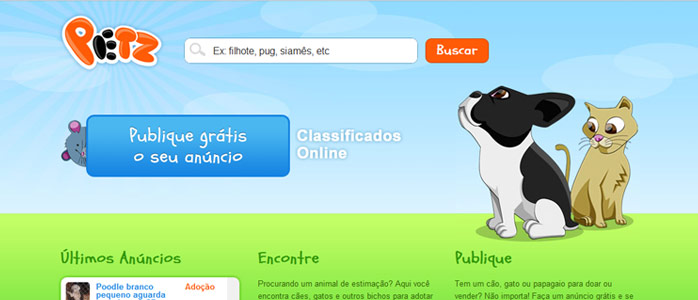 PETZ
Ex: filhote, pug, siamês, etc
Buscar
Publique grátis
o seu anúncio
Classificados
Online
Últimos Anúncios
Encontre
Publique
Poodle branco
pequeno aguarda
Adoção
Procurando um animal de estimação? Aqui você
encontra cães, gatos e outros bichos para adotar
Tem um cão, gato ou papagaio para doar ou
vender? Não importa! Faça um anúncio grátis e se